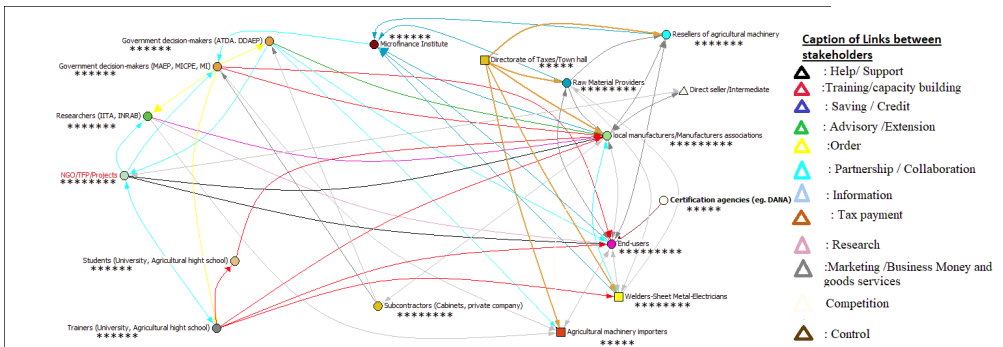 Government decision-makers (ATDA. DDAEP)
******
Government decision-makers (MAEP, MICPE, MI)
******
Researchers (IITA, INRAB)
*******
NGO/TFP/Projects
********
Students (University, Agricultural hight school)
******
Trainers (University, Agricultural hight school)
******
******
Microfinance Institute
Directorate of Taxes/Town hall
*****
Raw Material Providers
********
Resellers of agricultural machinery
*******
Direct seller/Intermediate
local manufacturers/Manufacturers associations
*********
Certification agencies (eg. DANA)
*****
End-users
*********
Welders-Sheet Metal-Electricians
********
Subcontractors (Cabinets, private company)
********
Agricultural machinery importers
*****
Caption of Links between
stakeholders
: Help/ Support
:Training/capacity building
: Saving / Credit
: Advisory /Extension
:Order
: Partnership / Collaboration
: Information
: Tax payment
: Research
:Marketing /Business Money and
goods services
Competition
: Control